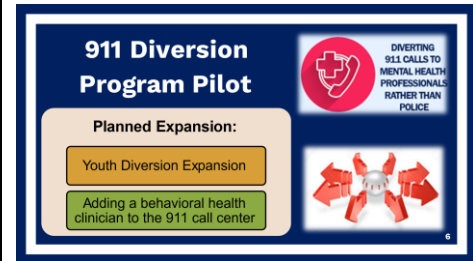 911 Diversion
Program Pilot
DIVERTING
911 CALLS TO
MENTAL HEALTH
PROFESSIONALS
RATHER THAN
POLICE
Planned Expansion:
Youth Diversion Expansion
Adding a behavioral health
clinician to the 911 call center
6